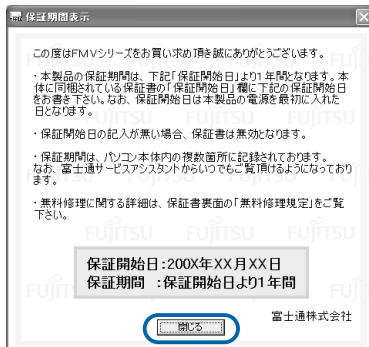 保証期間表示
この度はFMVシリーズをお買い求め頂き誠にありがとうございます。
・本製品の保証期間は、下記「保証開始日」より1年間となります。本
体に同梱されている保証書の「保証開始日」欄に下記の保証開始日
をお書き下さい。なお、保証開始日は本製品の電源を最初に入れた
日となります。
・保証開始日の記入が無い場合、保証書は無効となります。
・保証期間は、パソコン本体内の複数箇所に記録されております。
なお、富士通サービスアシスタントからいつでもご覧頂けるようになっており
ます。
・無料修理に関する詳細は、保証書裏面の「無料修理規定」をご覧
下さい。
保証開始日:200X年XX月XX日
保証期間 :保証開始日より1年間
富士通株式会社
閉じる